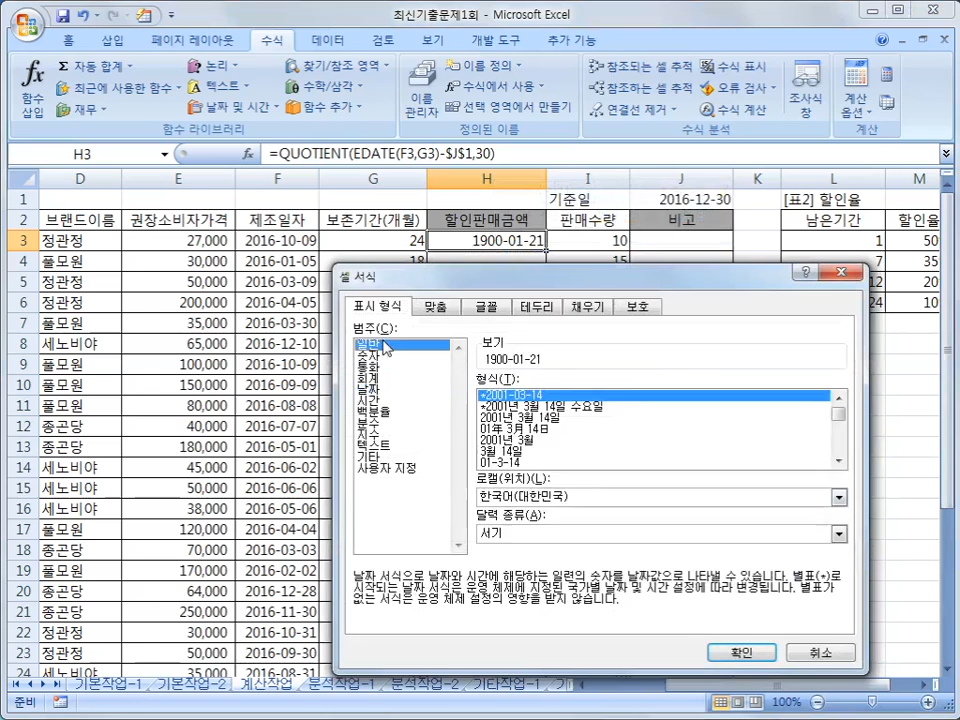 최신기출문제1회 - Microsoft Excel
홈 삽입 페이지 레이아웃 수식 데이터 검토 보기 개발 도구 추가 기능
fx 함수 삽입
Σ 자동 합계
최근에 사용한 함수
재무
논리
텍스트
날짜 및 시간
찾기/참조 영역
수학/삼각
함수 추가
함수 라이브러리
이름 관리자
이름 정의
수식에서 사용
선택 영역에서 만들기
정의된 이름
참조되는 셀 추적
참조하는 셀 추적
연결선 제거
수식 표시
오류 검사
수식 계산
수식 분석
조사식 창
계산 옵션
계산
H3 fx =QUOTIENT(EDATE(F3,G3)-$J$1,30)
D E F G H I J K L M
1 기준일 2016-12-30 [표2] 할인율
2 브랜드이름 권장소비자가격 제조일자 보존기간(개월) 할인판매금액 판매수량 비고 남은기간 할인율
3 정관정 27,000 2016-10-09 24 1900-01-21 10 1 50
4 풀모원 30,000 2016-01-05 18 15 7 35
5 정관정 50,000 2016-03-09
6 정관정 200,000 2016-04-05 24 10
7 풀모원 35,000 2016-03-30
8 세노비야 65,000 2016-12-10
9 풀모원 100,000 2016-09-09
10 풀모원 150,000 2016-09-09
11 풀모원 80,000 2016-08-08
12 종곤당 40,000 2016-07-07
13 종곤당 180,000 2016-05-01
14 세노비야 45,000 2016-02-06
15 세노비야 50,000 2016-06-06
16 세노비야 38,000 2016-05-06
17 풀모원 120,000 2016-04-04
18 종곤당 70,000 2016-03-03
19 풀모원 170,000 2016-02-02
20 종곤당 64,000 2016-12-28
21 종곤당 250,000 2016-11-30
22 정관정 30,000 2016-10-31
23 정관정 50,000 2016-09-30
24 세노비야 35,000 2016-08-31
셀 서식
표시 형식 맞춤 글꼴 테두리 채우기 보호
범주(C):
일반
숫자
통화
회계
날짜
시간
백분율
분수
지수
텍스트
기타
사용자 지정
보기
1900-01-21
형식(T):
*2001-03-14
*2001년 3월 14일 수요일
2001년 3월 14일
01年 3月 14日
2001년 3월
3월 14일
01-3-14
로캘(위치)(L):
한국어(대한민국)
달력 종류(A):
서기
날짜 서식으로 날짜와 시간에 해당하는 일련의 숫자를 날짜값으로 나타낼 수 있습니다. 별표(*)로
시작되는 날짜 서식은 운영 체제에 지정된 국가별 날짜 및 시간 설정에 따라 변경됩니다. 별표가
없는 서식은 운영 체제 설정의 영향을 받지 않습니다.
확인 취소
기본작업-1 기본작업-2 계산작업 분석작업-1 분석작업-2 기타작업-1
준비 100%